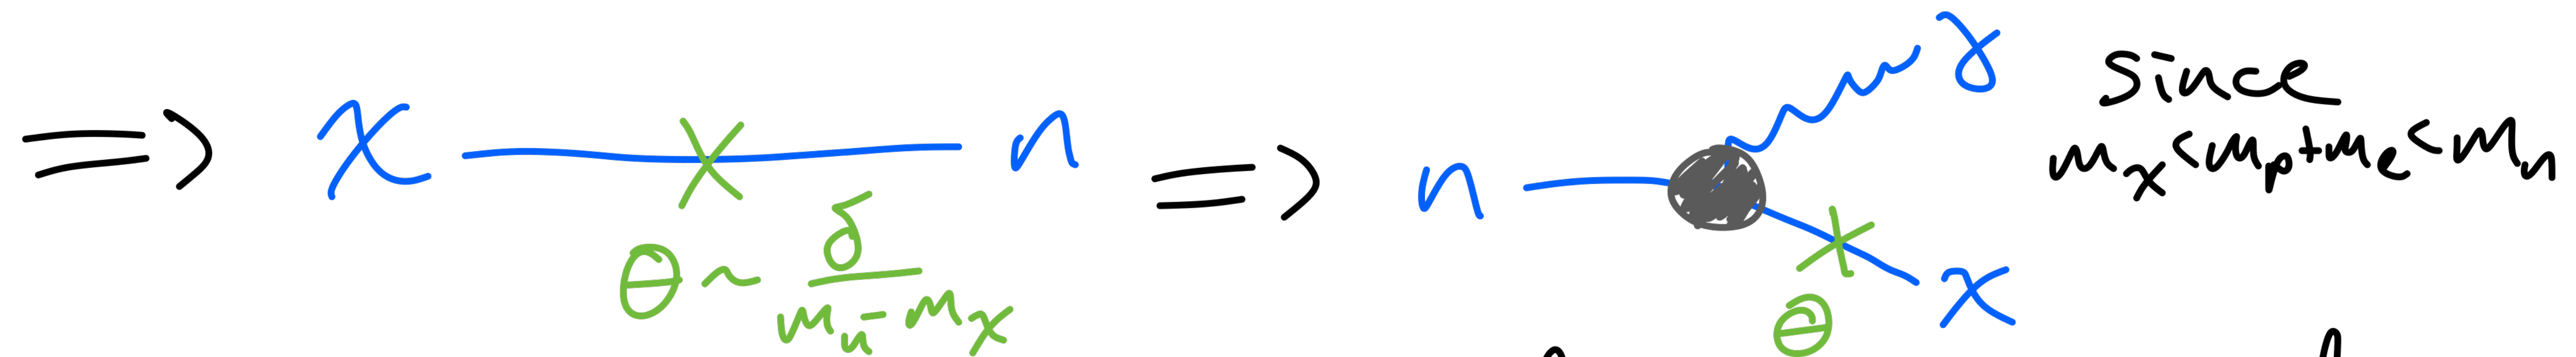 ⇒ χ n ⇒ n γ χ since
θ ~ δ / (m_n - m_χ) θ m_χ < m_p + m_e < m_n